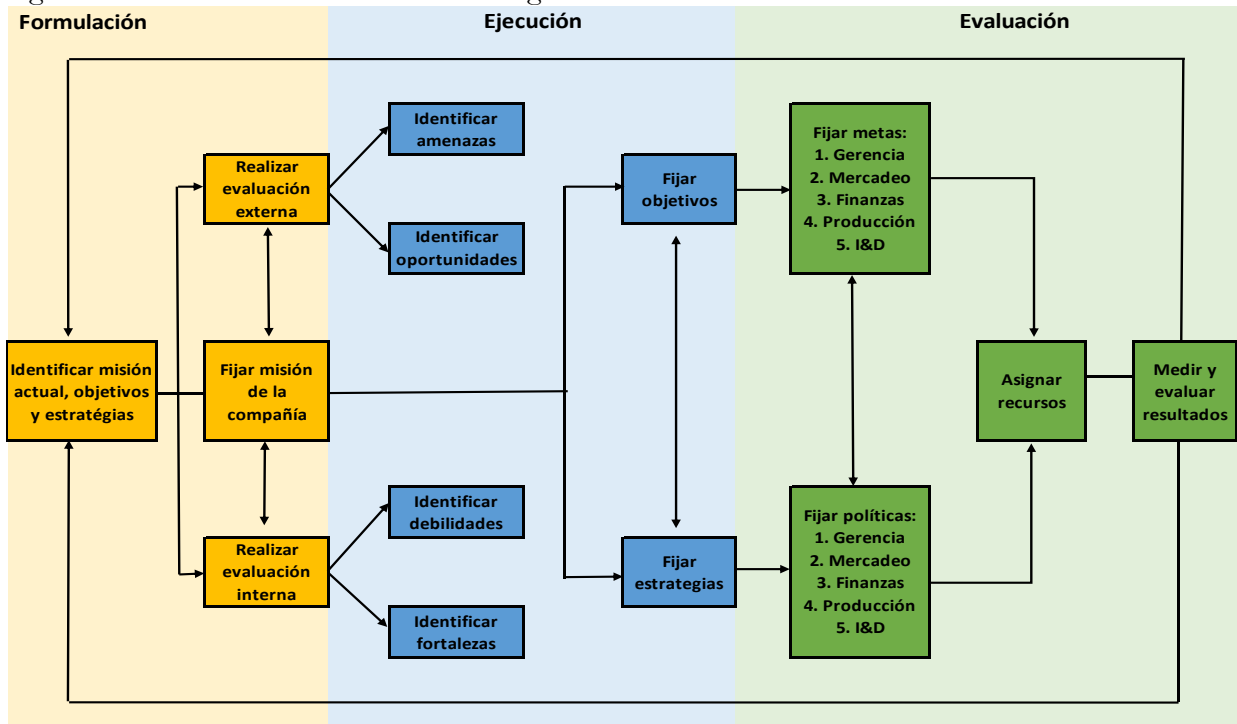 Formulación
Ejecución
Evaluación
Identificar
amenazas
Realizar
evaluación
externa
Identificar
oportunidades
Fijar
objetivos
Fijar metas:
1. Gerencia
2. Mercadeo
3. Finanzas
4. Producción
5. I&D
Identificar misión
actual, objetivos
y estratégias
Fijar misión
de la
compañía
Asignar
recursos
Medir y
evaluar
resultados
Identificar
debilidades
Realizar
evaluación
interna
Identificar
fortalezas
Fijar
estrategias
Fijar políticas:
1. Gerencia
2. Mercadeo
3. Finanzas
4. Producción
5. I&D